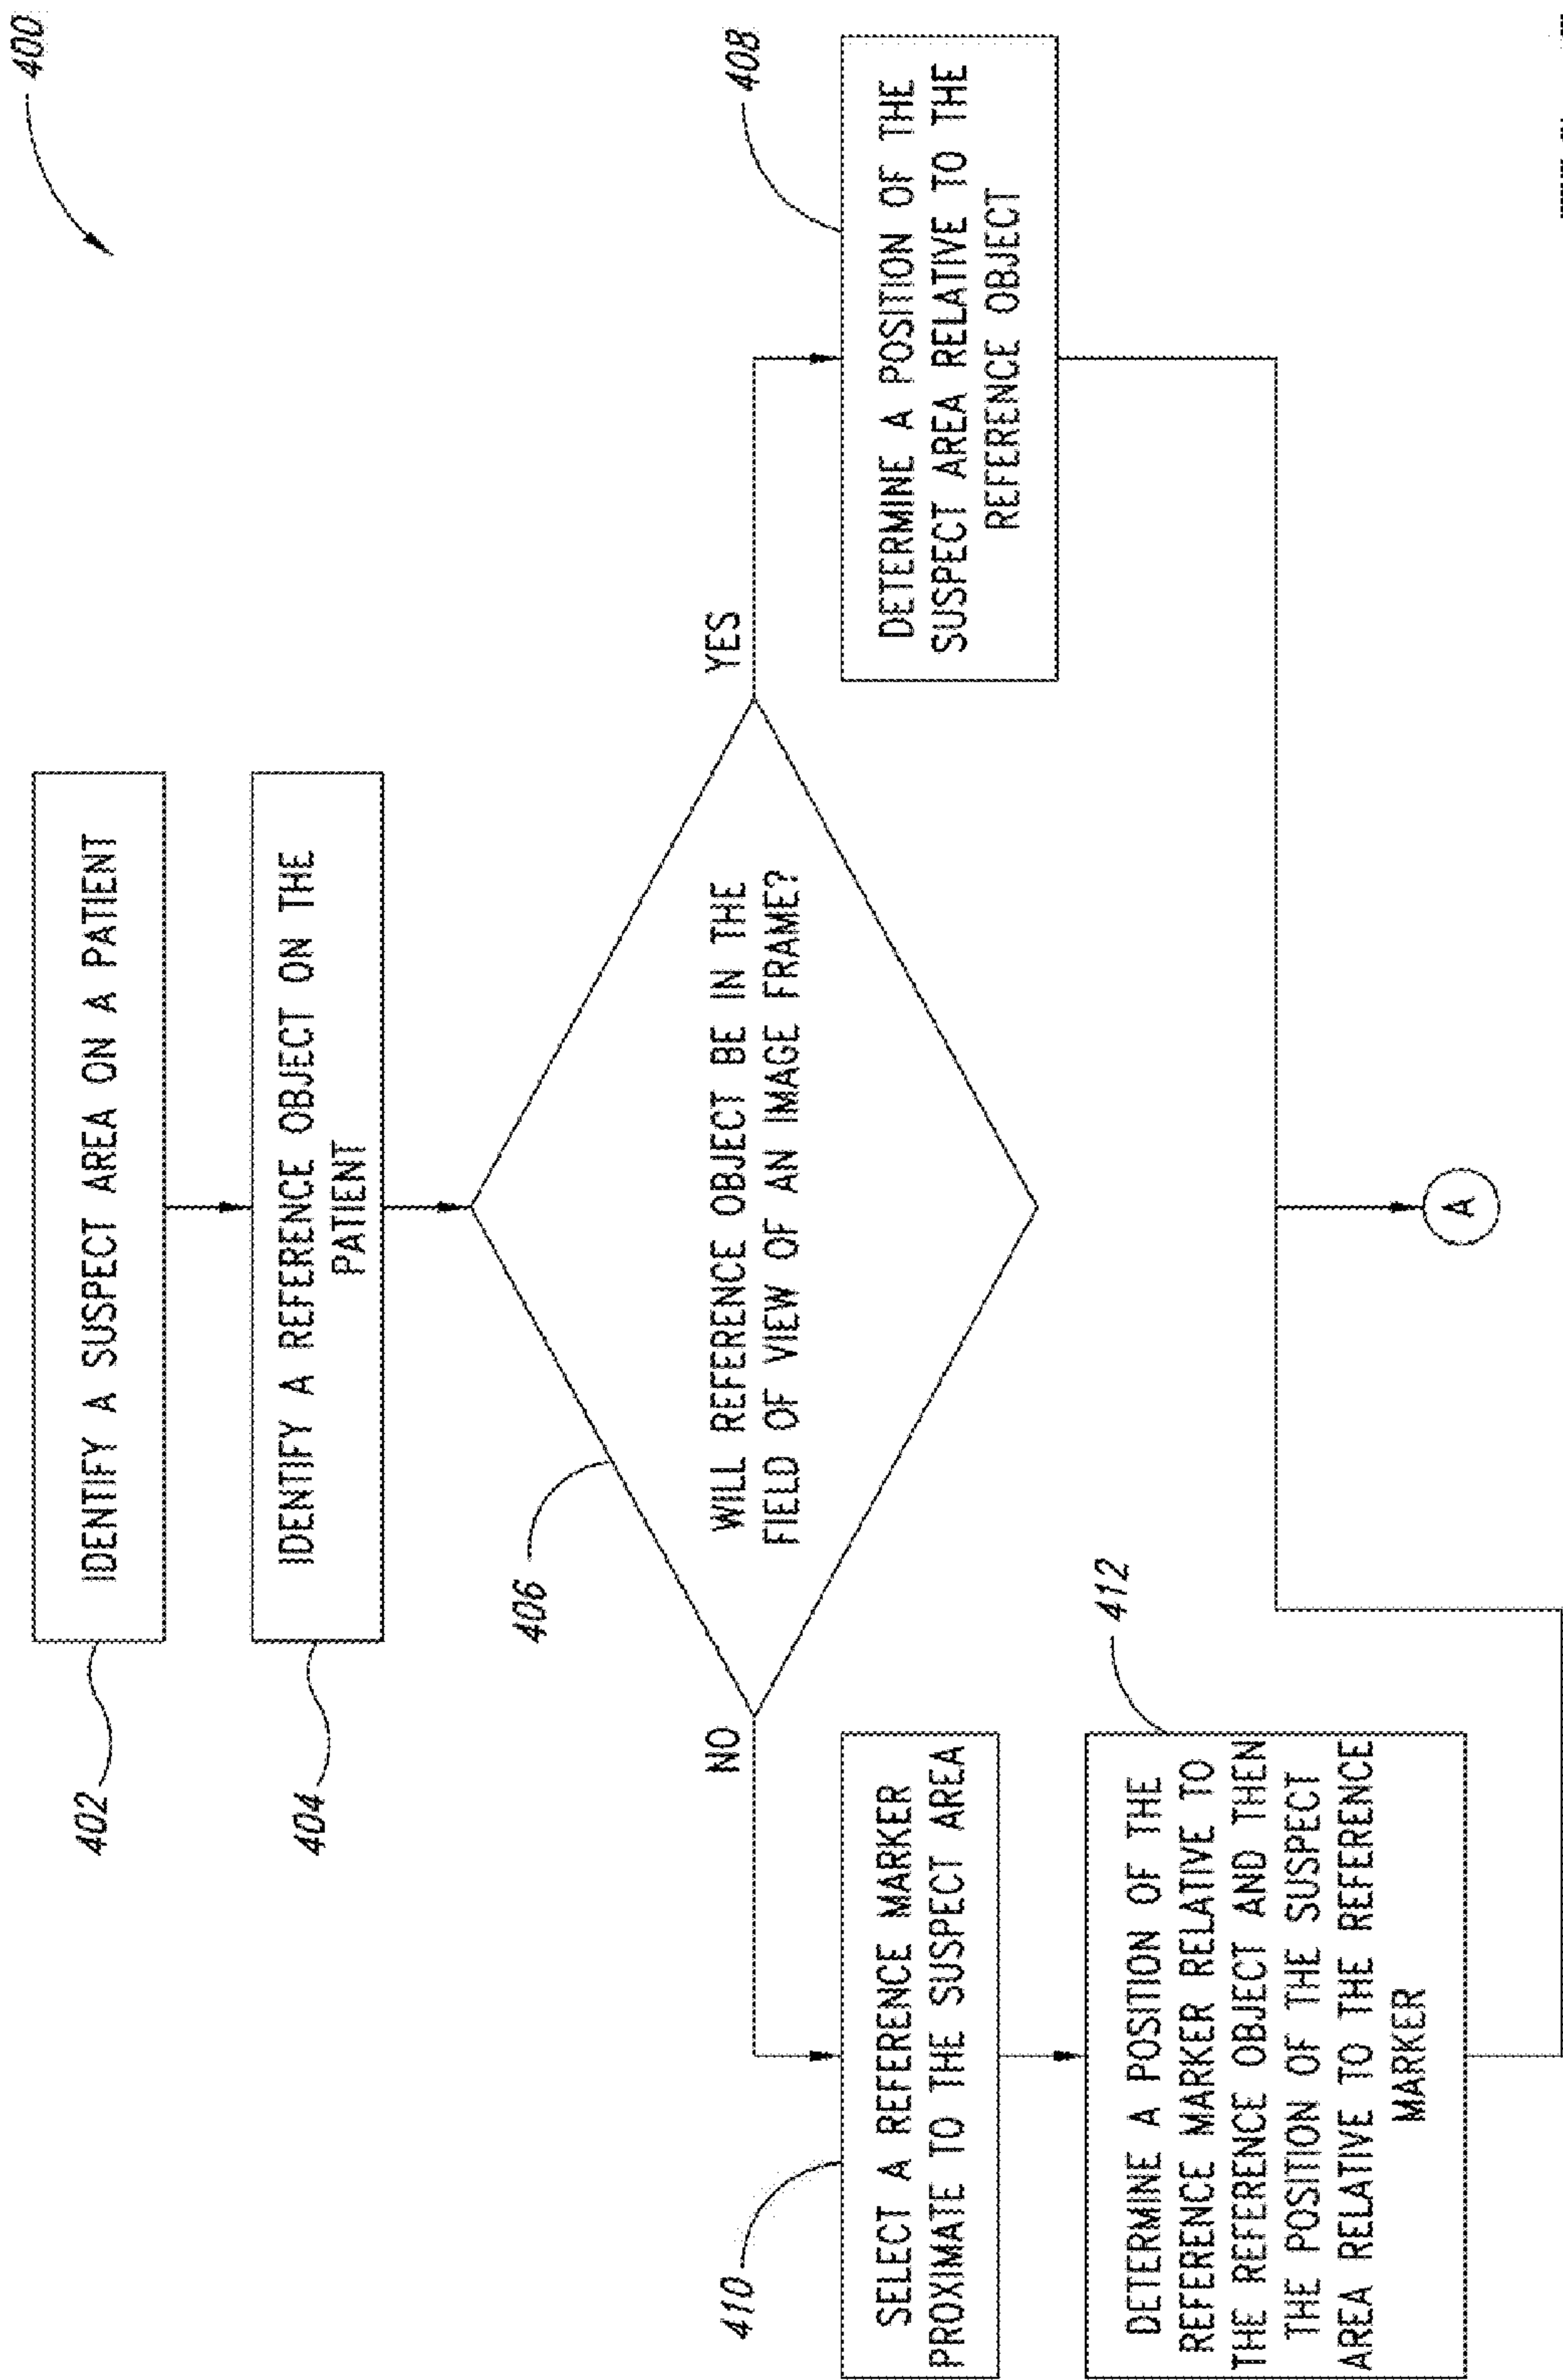 400
402
IDENTIFY A SUSPECT AREA ON A PATIENT
404
IDENTIFY A REFERENCE OBJECT ON THE
PATIENT
406
WILL REFERENCE OBJECT BE IN THE
FIELD OF VIEW OF AN IMAGE FRAME?
NO
YES
410
SELECT A REFERENCE MARKER
PROXIMATE TO THE SUSPECT AREA
408
DETERMINE A POSITION OF THE
SUSPECT AREA RELATIVE TO THE
REFERENCE OBJECT
412
DETERMINE A POSITION OF THE
REFERENCE MARKER RELATIVE TO
THE REFERENCE OBJECT AND THEN
THE POSITION OF THE SUSPECT
AREA RELATIVE TO THE REFERENCE
MARKER
A